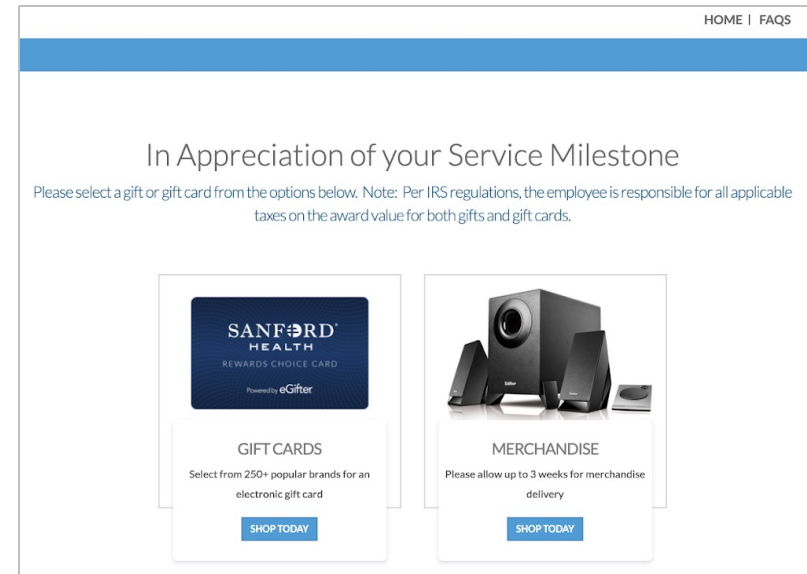 HOME | FAQS
In Appreciation of your Service Milestone
Please select a gift or gift card from the options below. Note: Per IRS regulations, the employee is responsible for all applicable
taxes on the award value for both gifts and gift cards.
SANFORD
HEALTH
REWARDS CHOICE CARD
Powered by eGifter
Edifier
GIFT CARDS
Select from 250+ popular brands for an
electronic gift card
SHOP TODAY
MERCHANDISE
Please allow up to 3 weeks for merchandise
delivery
SHOP TODAY